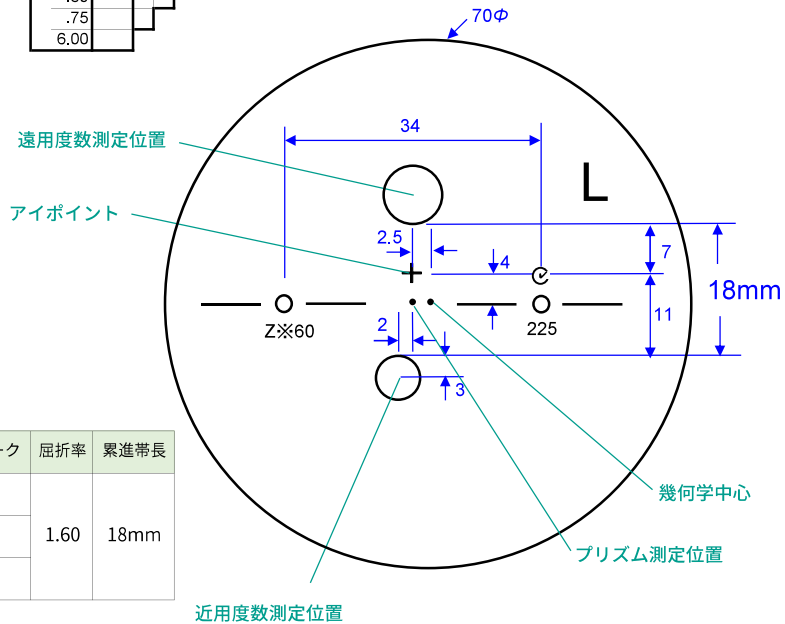 .75
6.00
70Φ
34
遠用度数測定位置
L
アイポイント
2.5
7
4
18mm
11
Z※60
225
2
3
ーク
屈折率
累進帯長
1.60
18mm
幾何学中心
プリズム測定位置
近用度数測定位置